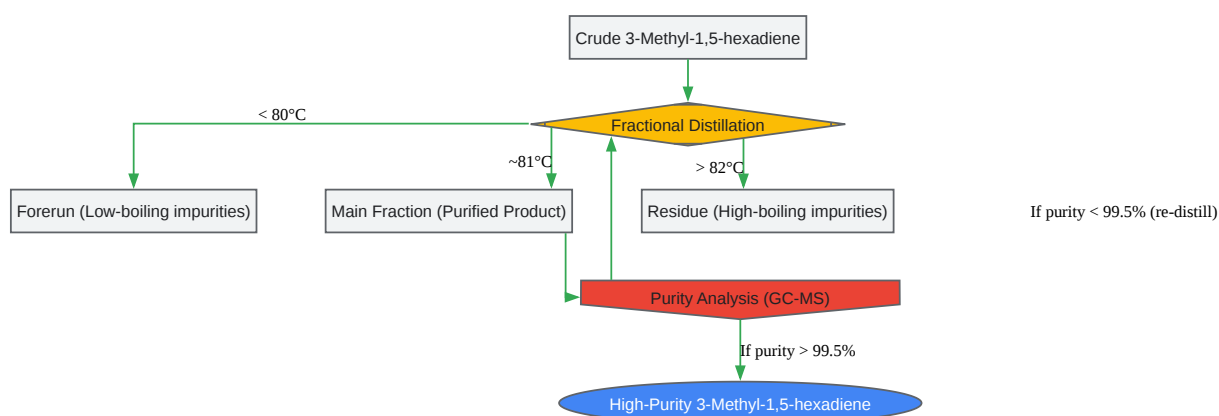 Crude 3-Methyl-1,5-hexadiene
Fractional Distillation
< 80°C
~81°C
> 82°C
Forerun (Low-boiling impurities)
Main Fraction (Purified Product)
Residue (High-boiling impurities)
If purity < 99.5% (re-distill)
Purity Analysis (GC-MS)
If purity > 99.5%
High-Purity 3-Methyl-1,5-hexadiene